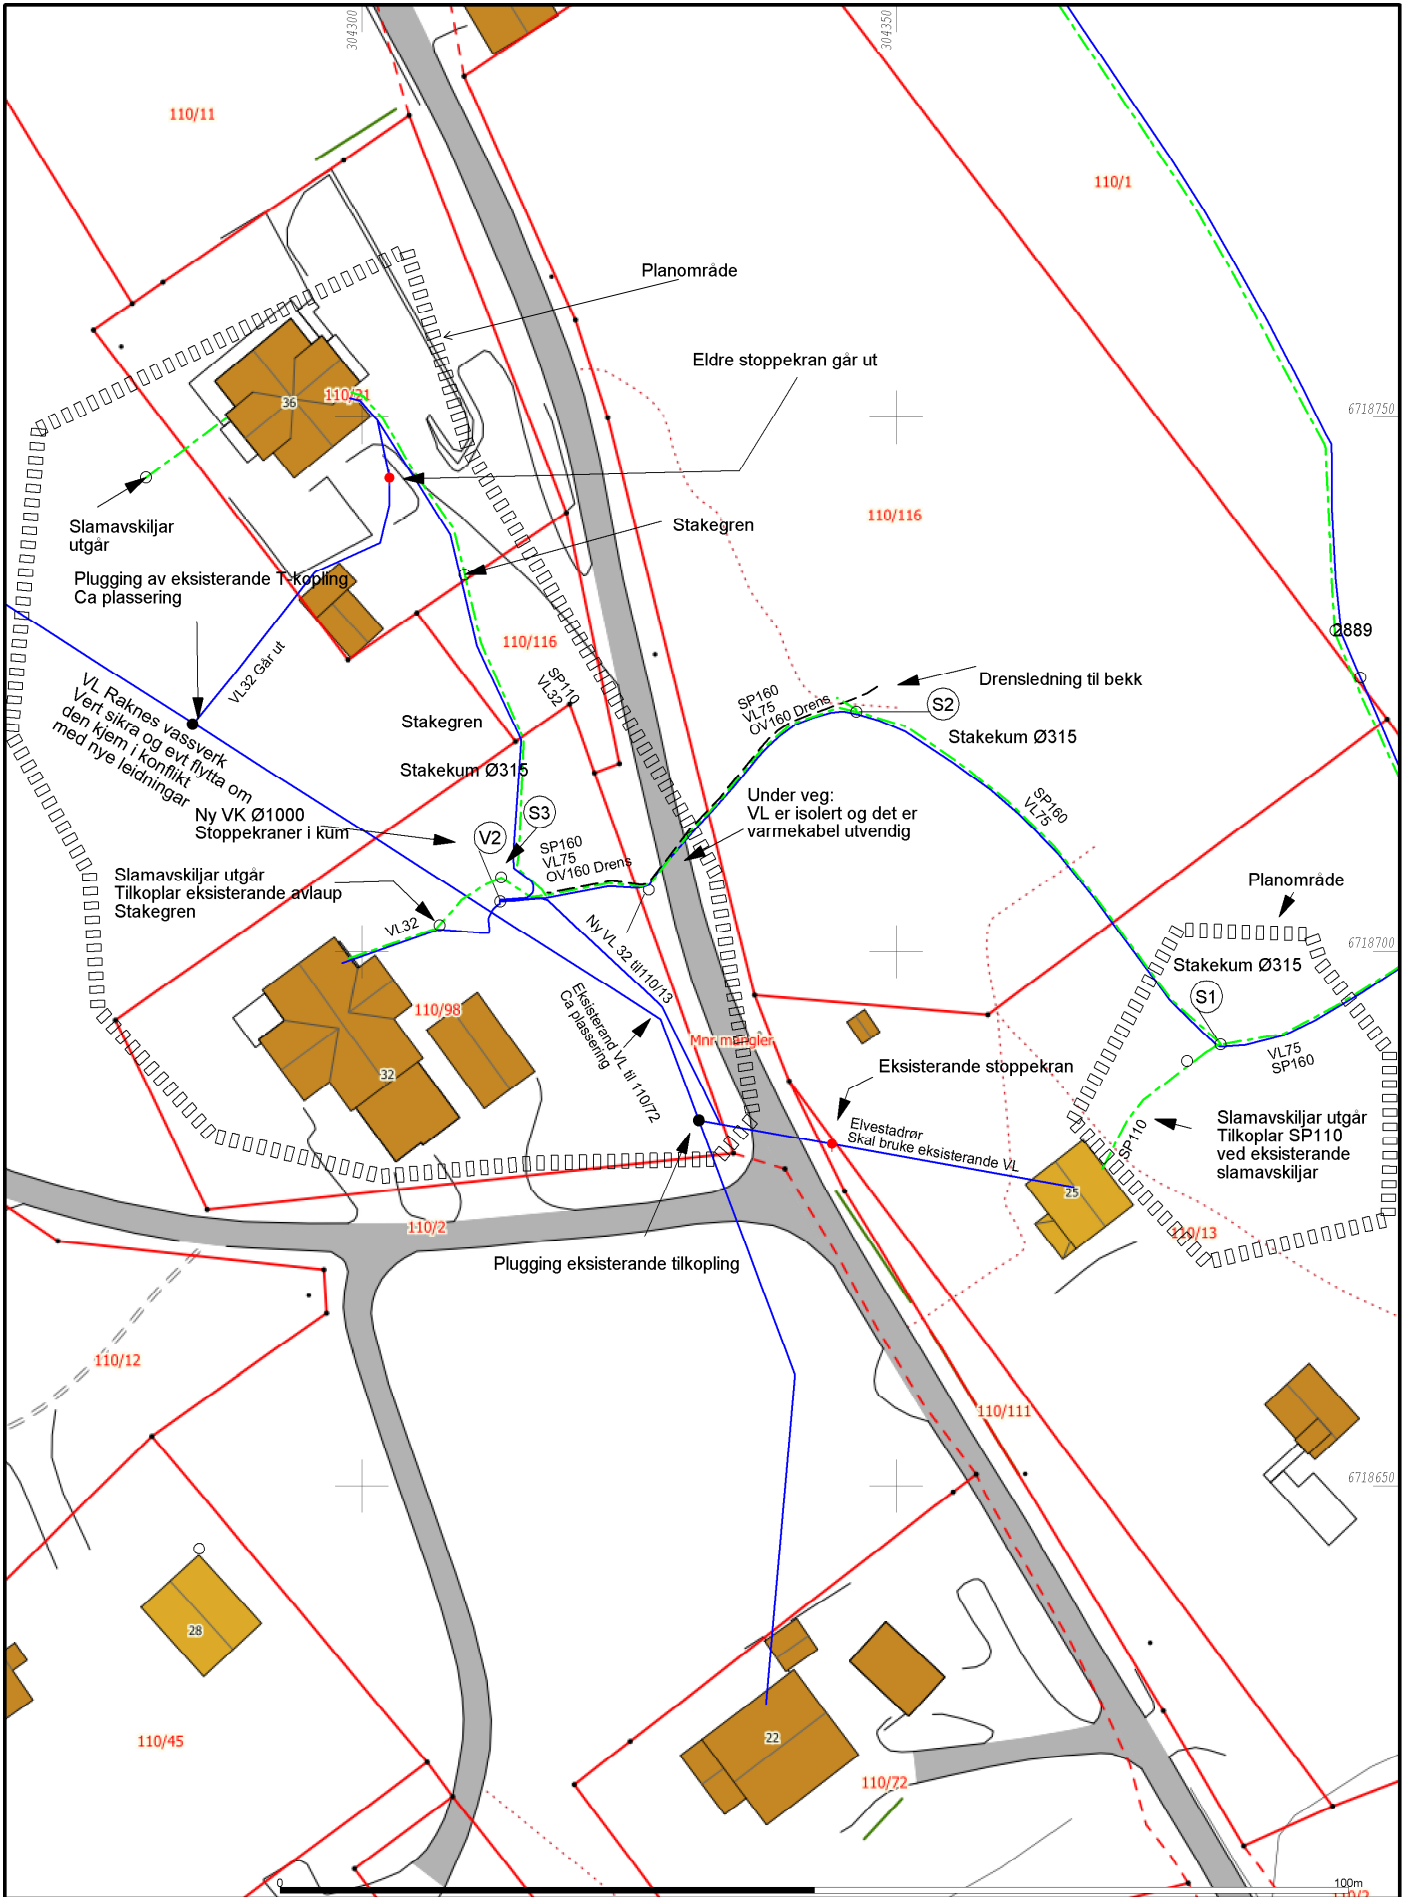 304300
304350
110/11
110/1
Planområde
Eldre stoppekran går ut
36
110/21
6718750
Slamavskiljar
utgår
Stakegren
110/116
Plugging av eksisterande T-kopling
Ca plassering
VL32 Går ut
110/116
SP110
VL32
2889
VL Raknes vassverk
Vert sikra og evt flytta om
den kjem i konflikt
med nye leidningar
Stakegren
Stakekum Ø315
SP160
VL75
OV160 Drens
Drensledning til bekk
S2
Stakekum Ø315
Ny VK Ø1000
Stoppekraner i kum
V2
S3
Under veg:
VL er isolert og det er
varmekabel utvendig
SP160
VL75
SP160
VL75
OV160 Drens
Slamavskiljar utgår
Tilkoplar eksisterande avlaup
Stakegren
VL32
Planområde
6718700
Stakekum Ø315
S1
Ny VL 32 til110/13
Eksisterand VL til 110/72
Ca plassering
110/98
32
Mnr mangler
VL75
SP160
Eksisterande stoppekran
Elvestadrør
Skal bruke eksisterande VL
SP110
Slamavskiljar utgår
Tilkoplar SP110
ved eksisterande
slamavskiljar
25
110/13
110/2
Plugging eksisterande tilkopling
110/12
110/111
6718650
28
110/45
22
110/72
0
100m
110/2